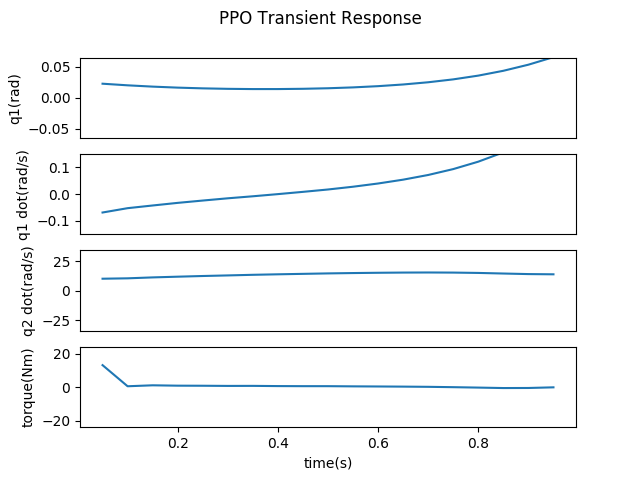 PPO Transient Response
q1(rad)
0.05
0.00
−0.05
q1 dot(rad/s)
0.1
0.0
−0.1
q2 dot(rad/s)
25
0
−25
torque(Nm)
20
0
−20
0.2 0.4 0.6 0.8
time(s)